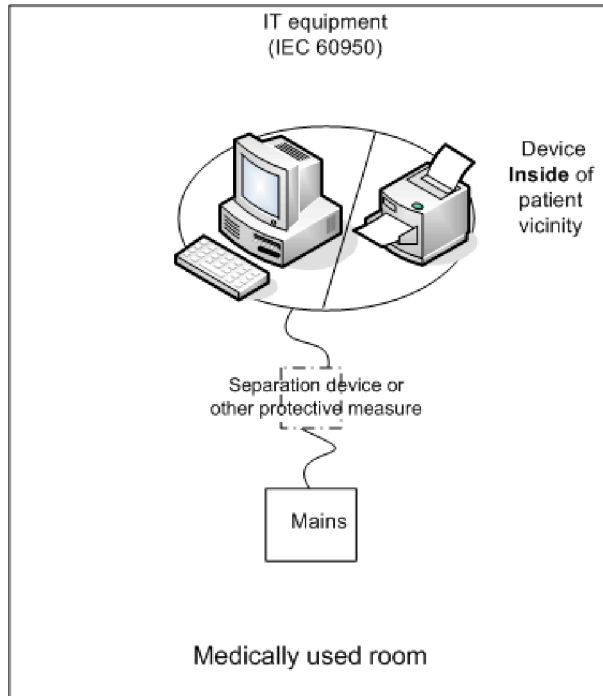 IT equipment
(IEC 60950)
Device
Inside of
patient
vicinity
Separation device or
other protective measure
Mains
Medically used room